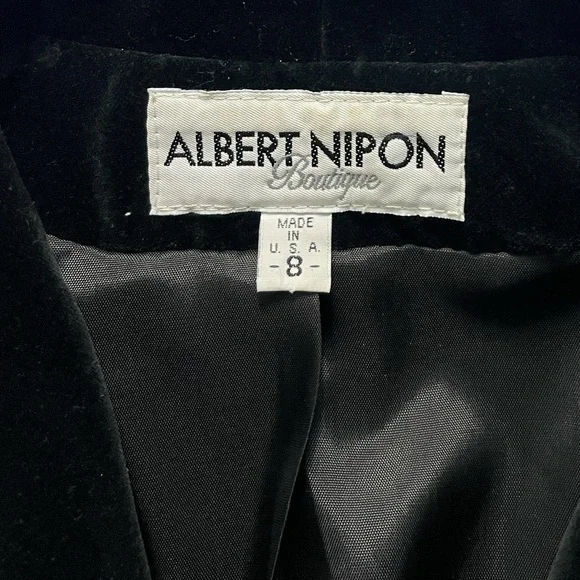 ALBERT NIPON
Boutique
MADE
IN
U. S. A.
- 8 -